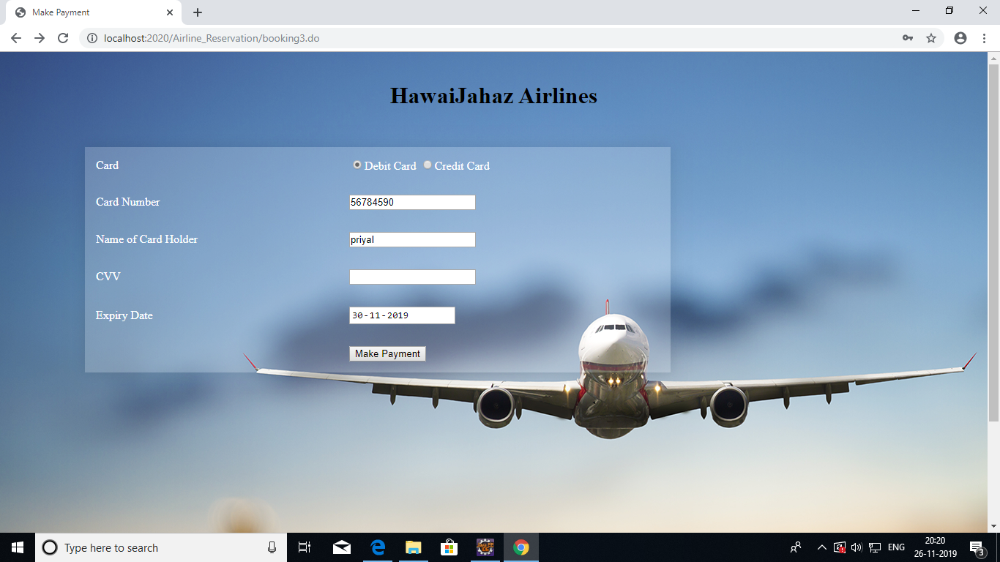 Make Payment
localhost:2020/Airline_Reservation/booking3.do
HawaiJahaz Airlines
Card Debit Card Credit Card
Card Number 56784590
Name of Card Holder priyal
CVV
Expiry Date 30-11-2019
Make Payment
Type here to search
ENG
20:20
26-11-2019
3